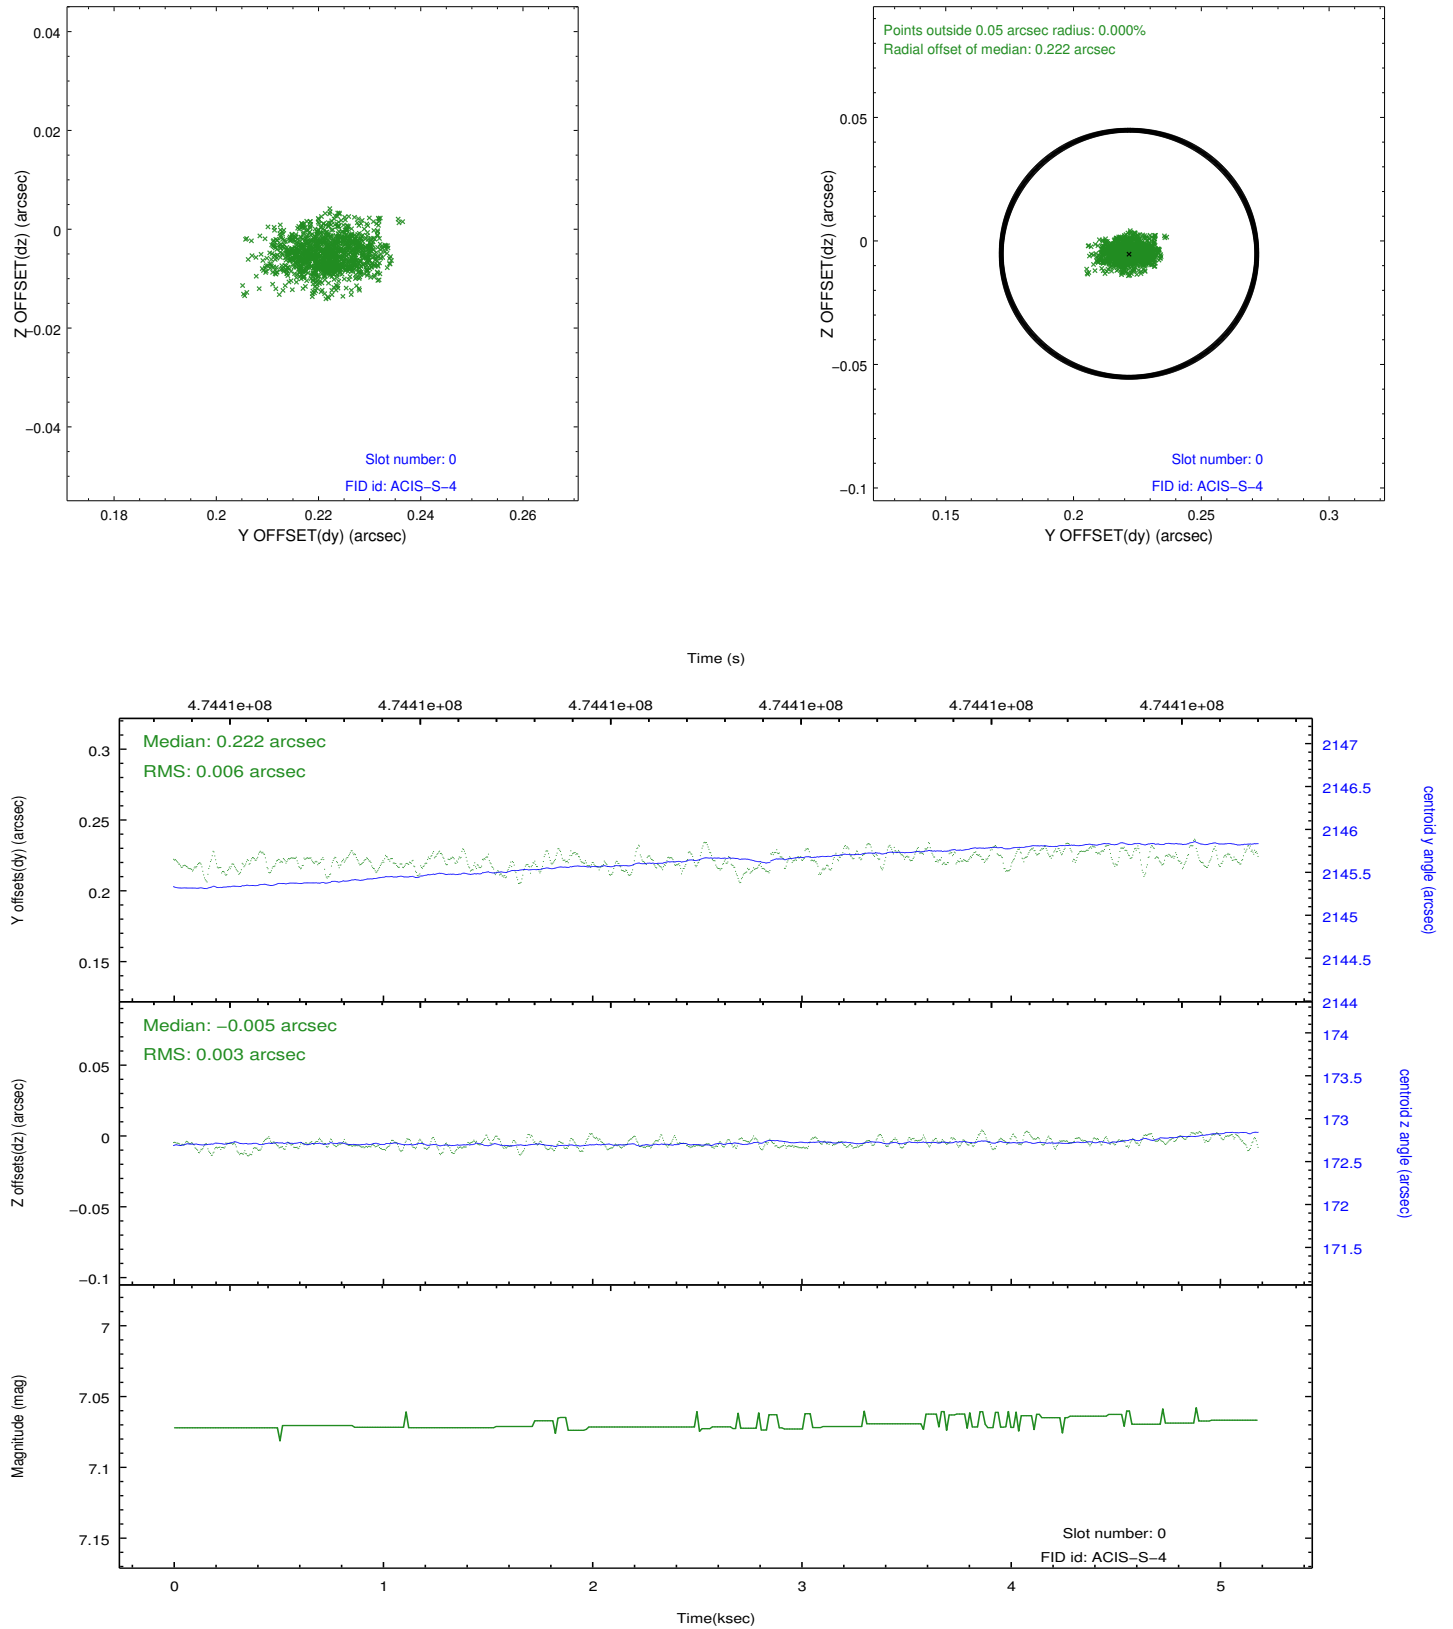 0.04
0.02
0
−0.02
−0.04
Z OFFSET(dz) (arcsec)
Slot number: 0
FID id: ACIS−S−4
0.18
0.2
0.22
0.24
0.26
Y OFFSET(dy) (arcsec)
Points outside 0.05 arcsec radius: 0.000%
Radial offset of median: 0.222 arcsec
0.05
0
−0.05
−0.1
Z OFFSET(dz) (arcsec)
Slot number: 0
FID id: ACIS−S−4
0.15
0.2
0.25
0.3
Y OFFSET(dy) (arcsec)
Time (s)
4.7441e+08
4.7441e+08
4.7441e+08
4.7441e+08
4.7441e+08
4.7441e+08
Median: 0.222 arcsec
RMS: 0.006 arcsec
0.3
0.25
0.2
0.15
Y offsets(dy) (arcsec)
2147
2146.5
2146
2145.5
2145
2144.5
2144
centroid y angle (arcsec)
Median: −0.005 arcsec
RMS: 0.003 arcsec
0.05
0
−0.05
−0.1
Z offsets(dz) (arcsec)
174
173.5
173
172.5
172
171.5
centroid z angle (arcsec)
7
7.05
7.1
7.15
Magnitude (mag)
Slot number: 0
FID id: ACIS−S−4
0
1
2
3
4
5
Time(ksec)